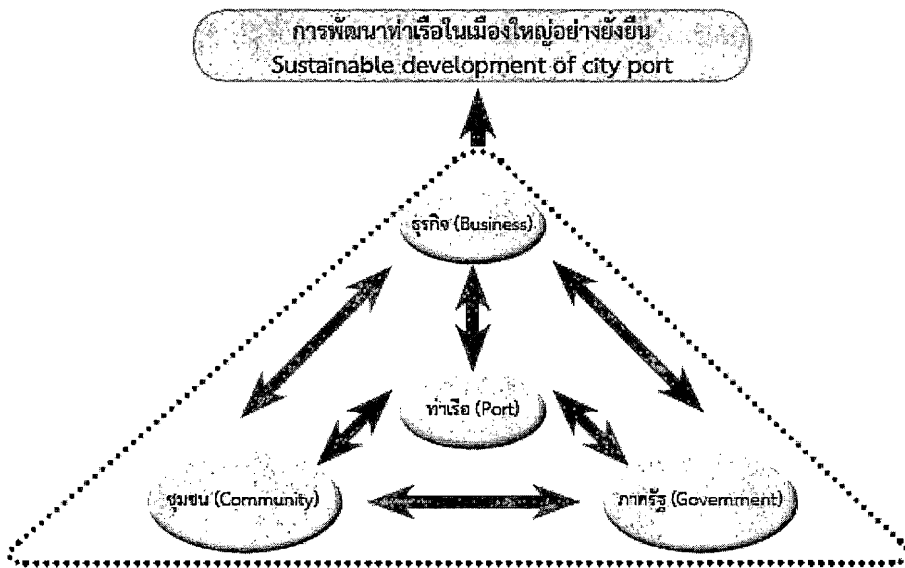 การพัฒนาท่าเรือในเมืองใหญ่อย่างยั่งยืน
Sustainable development of city port
ธุรกิจ (Business)
ท่าเรือ (Port)
ชุมชน (Community)
ภาครัฐ (Government)